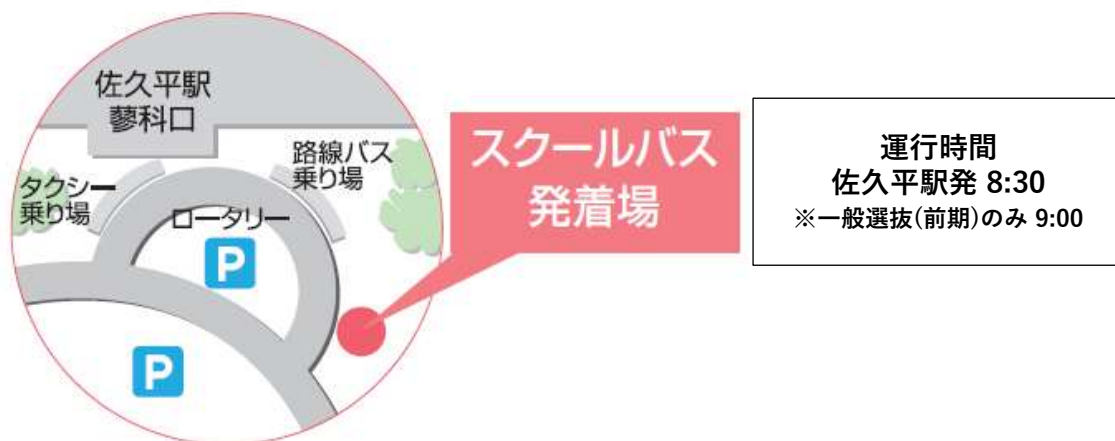 佐久平駅
蓼科口
タクシー
乗り場
路線バス
乗り場
ロータリー
P
P
スクールバス
発着場
運行時間
佐久平駅発 8:30
※一般選抜(前期)のみ 9:00